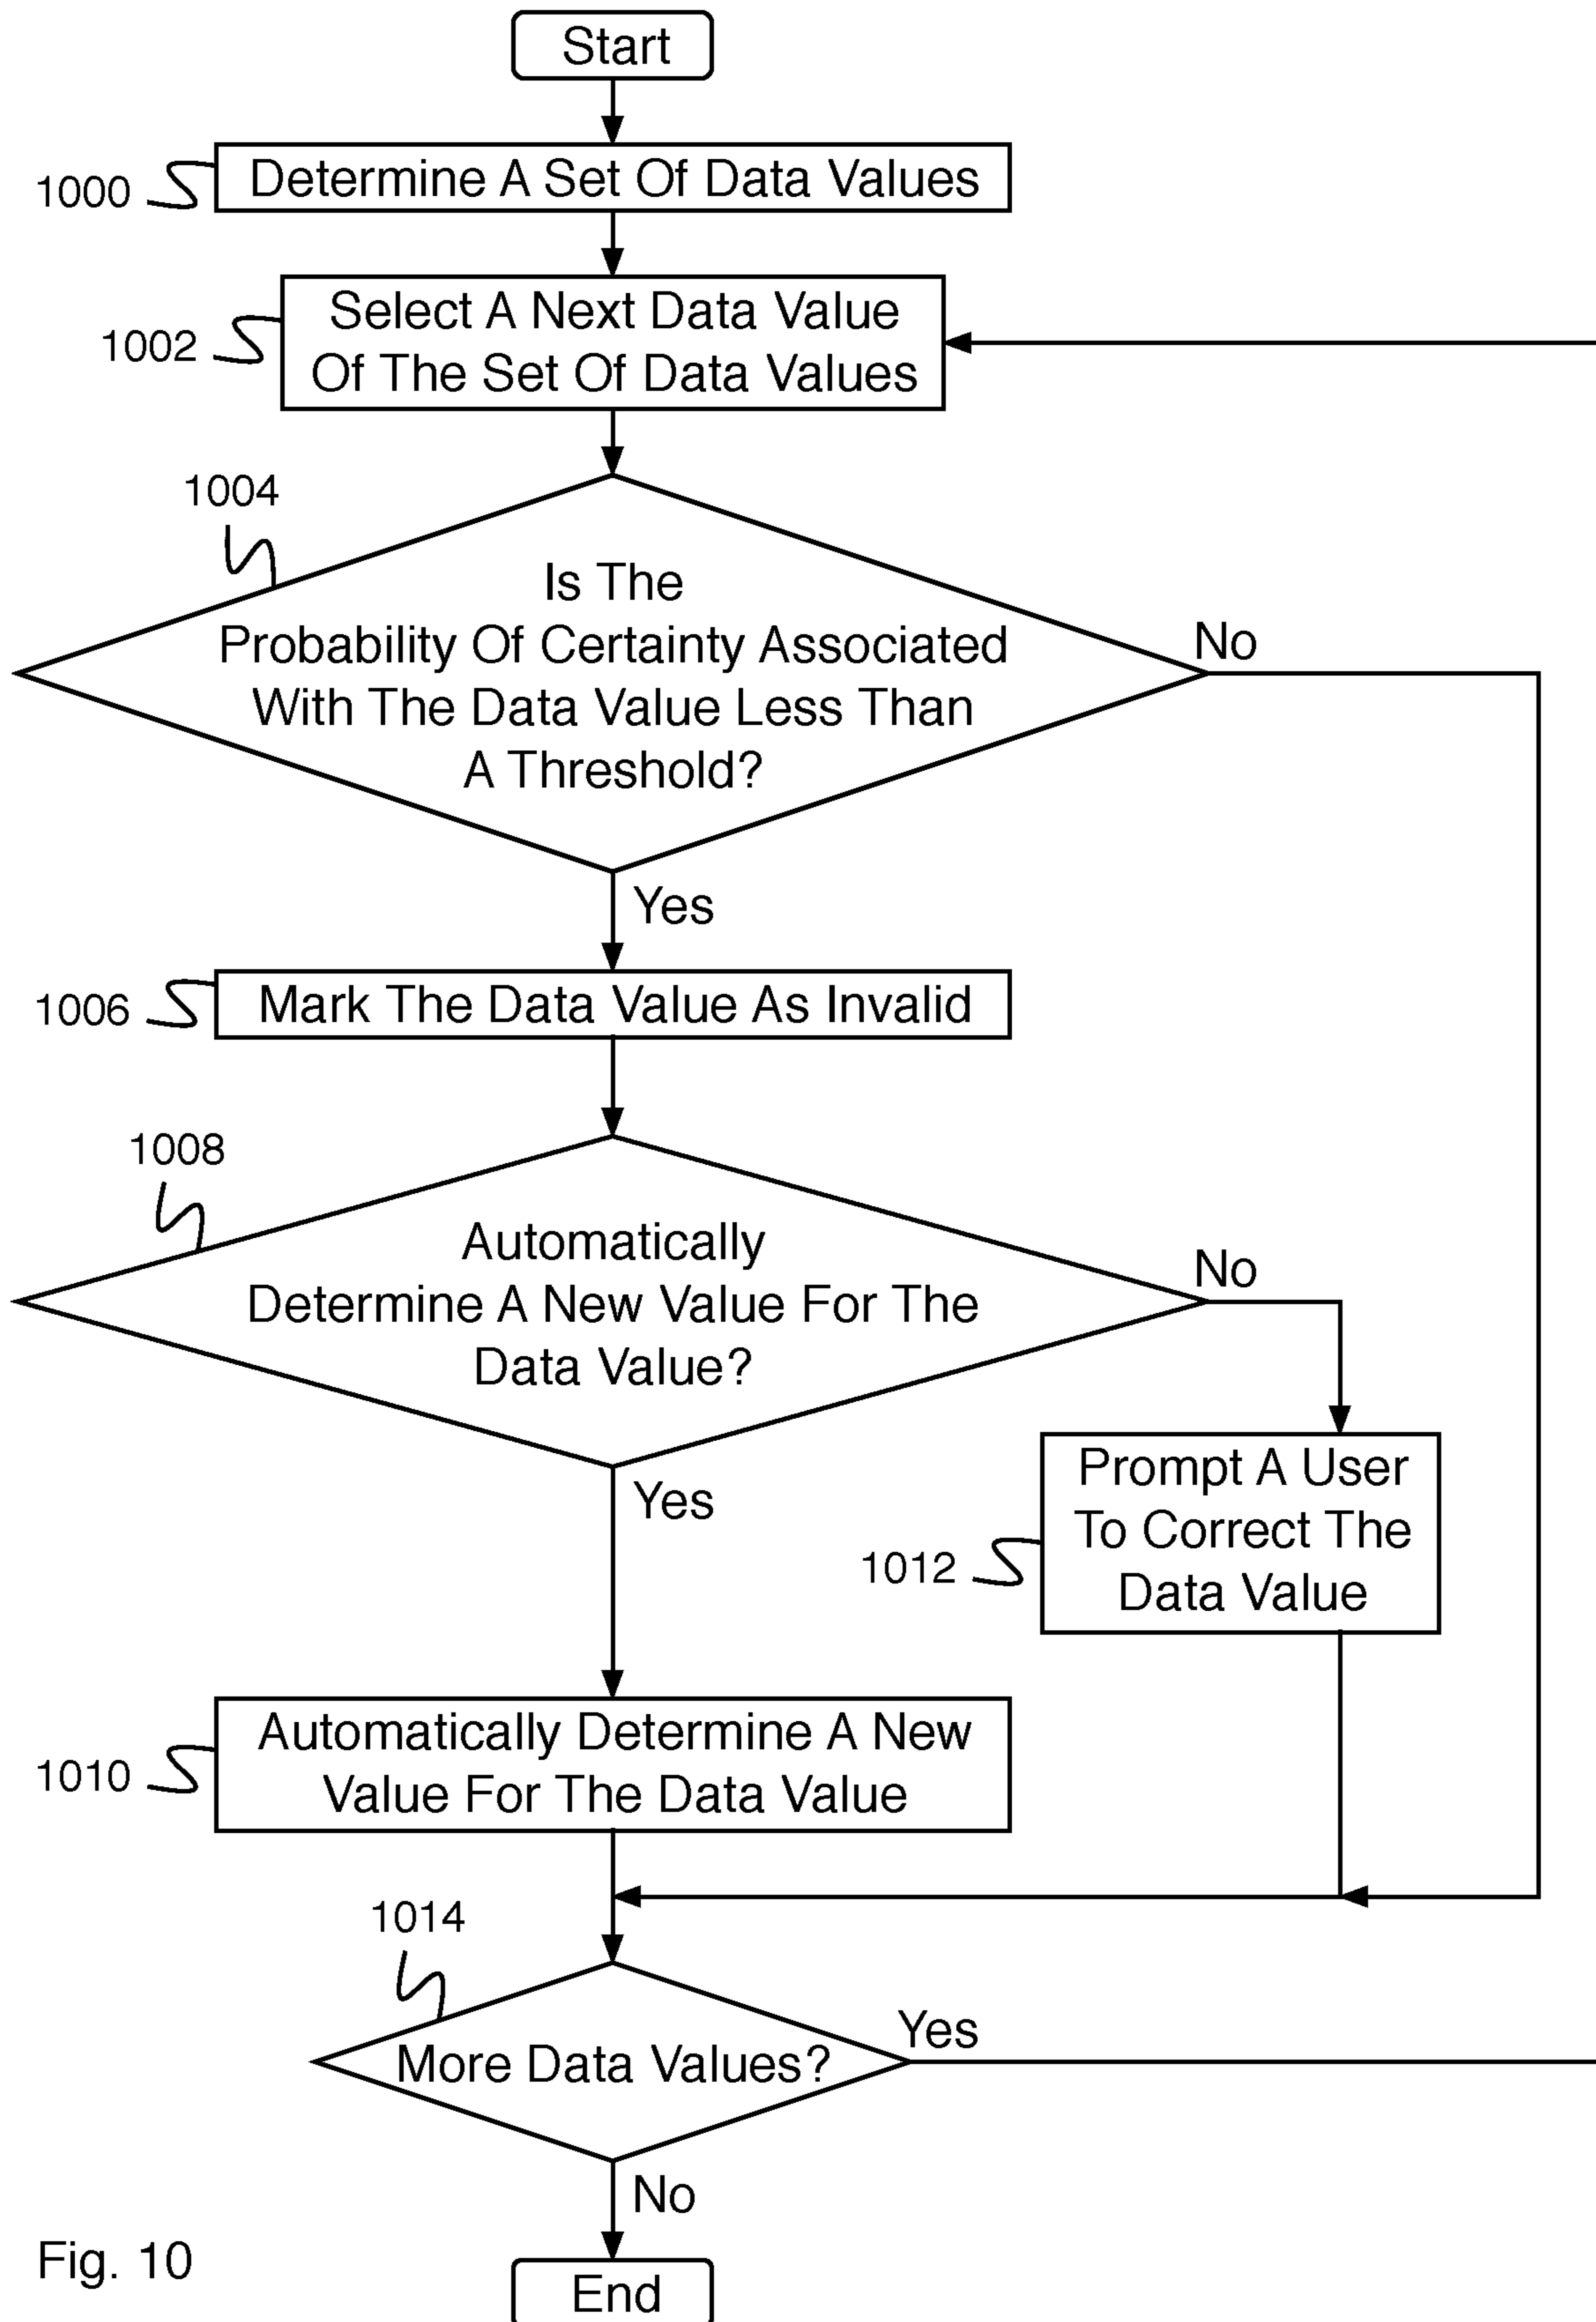 Start
1000
Determine A Set Of Data Values
1002
Select A Next Data Value
Of The Set Of Data Values
1004
Is The
Probability Of Certainty Associated
With The Data Value Less Than
A Threshold?
No
Yes
1006
Mark The Data Value As Invalid
1008
Automatically
Determine A New Value For The
Data Value?
No
Yes
1012
Prompt A User
To Correct The
Data Value
1010
Automatically Determine A New
Value For The Data Value
1014
More Data Values?
Yes
No
Fig. 10
End